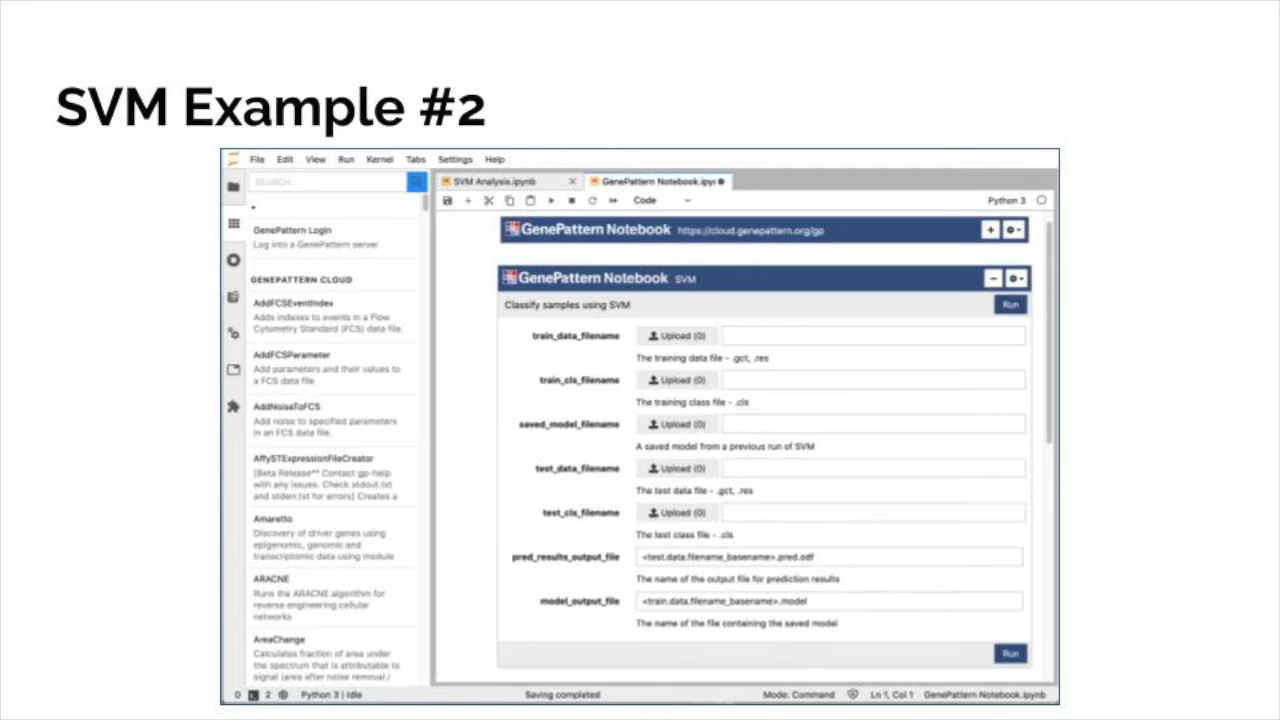 SVM Example #2
File Edit View Run Kernel Tabs Settings Help
SEARCH
SVM Analysis.ipynb
GenePattern Notebook.ipyn
Code
Python 3
GenePattern Login
Log into a GenePattern server
GENEPATTERN CLOUD
AddFCSEventIndex
Adds indexes to events in a Flow
Cytometry Standard (FCS) data file.
AddFCSParameter
Add parameters and their values to
a FCS data file
AddNoiseToFCS
Add noise to specified parameters
in an FCS data file.
AffySTExpressionFileCreator
[Beta Release** Contact gp-help
with any issues. Check stdout.txt
and stderr.txt for errors] Creates a
Amaretto
Discovery of driver genes using
epigenomic, genomic and
transcriptomic data using module
ARACNE
Runs the ARACNE algorithm for
reverse engineering cellular
networks
AreaChange
Calculates fraction of area under
the spectrum that is attributable to
signal (area after noise removal /
GenePattern Notebook https://cloud.genepattern.org/gp
GenePattern Notebook SVM
Classify samples using SVM
Run
train_data_filename Upload (0)
The training data file - .gct, .res
train_cls_filename Upload (0)
The training class file - .cls
saved_model_filename Upload (0)
A saved model from a previous run of SVM
test_data_filename Upload (0)
The test data file - .gct, .res
test_cls_filename Upload (0)
The test class file - .cls
pred_results_output_file <test.data.filename_basename>.pred.odf
The name of the output file for prediction results
model_output_file <train.data.filename_basename>.model
The name of the file containing the saved model
Run
0 2 Python 3 | Idle Saving completed Mode: Command Ln 1, Col 1 GenePattern Notebook.ipynb